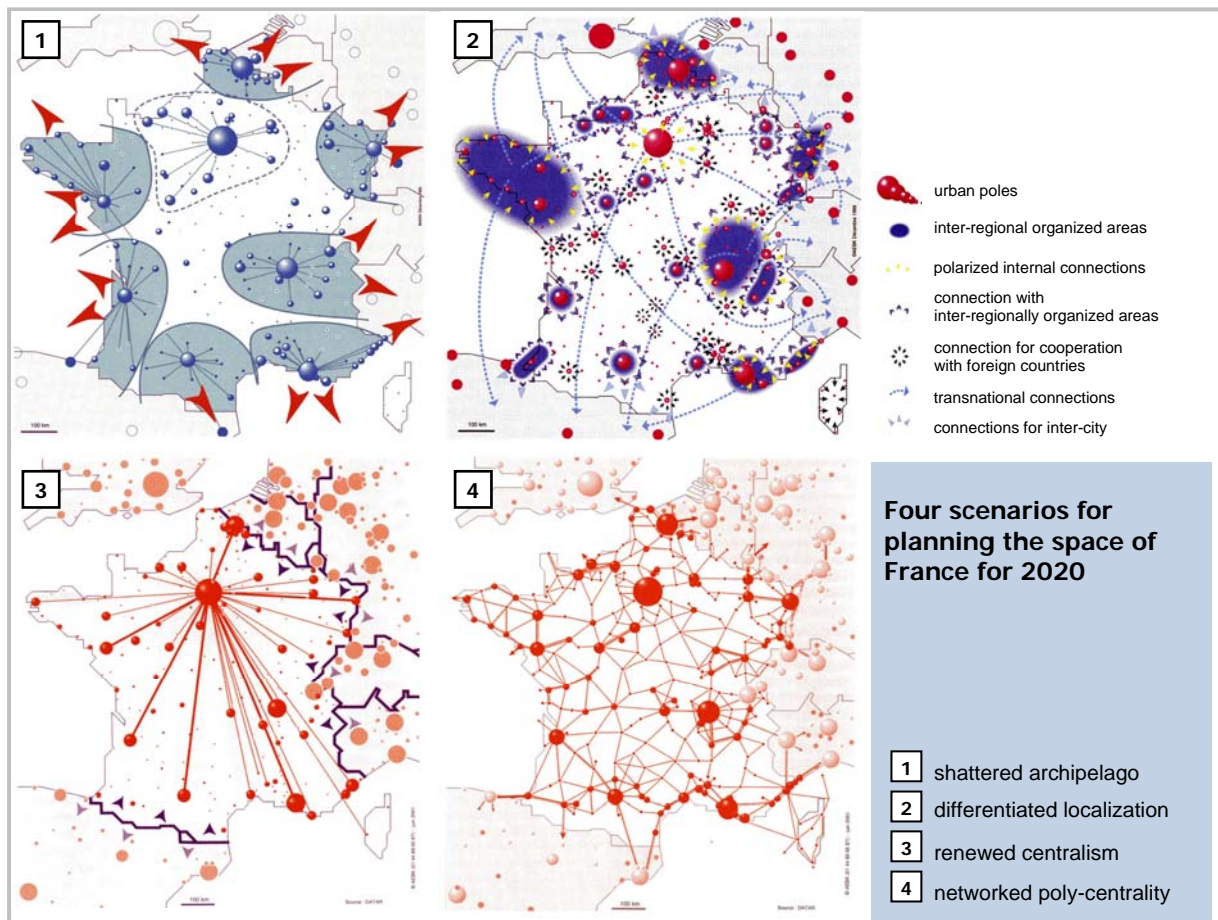 1
2
100 km
100 km
urban poles
inter-regional organized areas
polarized internal connections
connection with
inter-regionally organized areas
connection for cooperation
with foreign countries
transnational connections
connections for inter-city
3
4
100 km
Source : DATAR
100 km
Source : DATAR
Four scenarios for
planning the space of
France for 2020
1 shattered archipelago
2 differentiated localization
3 renewed centralism
4 networked poly-centrality